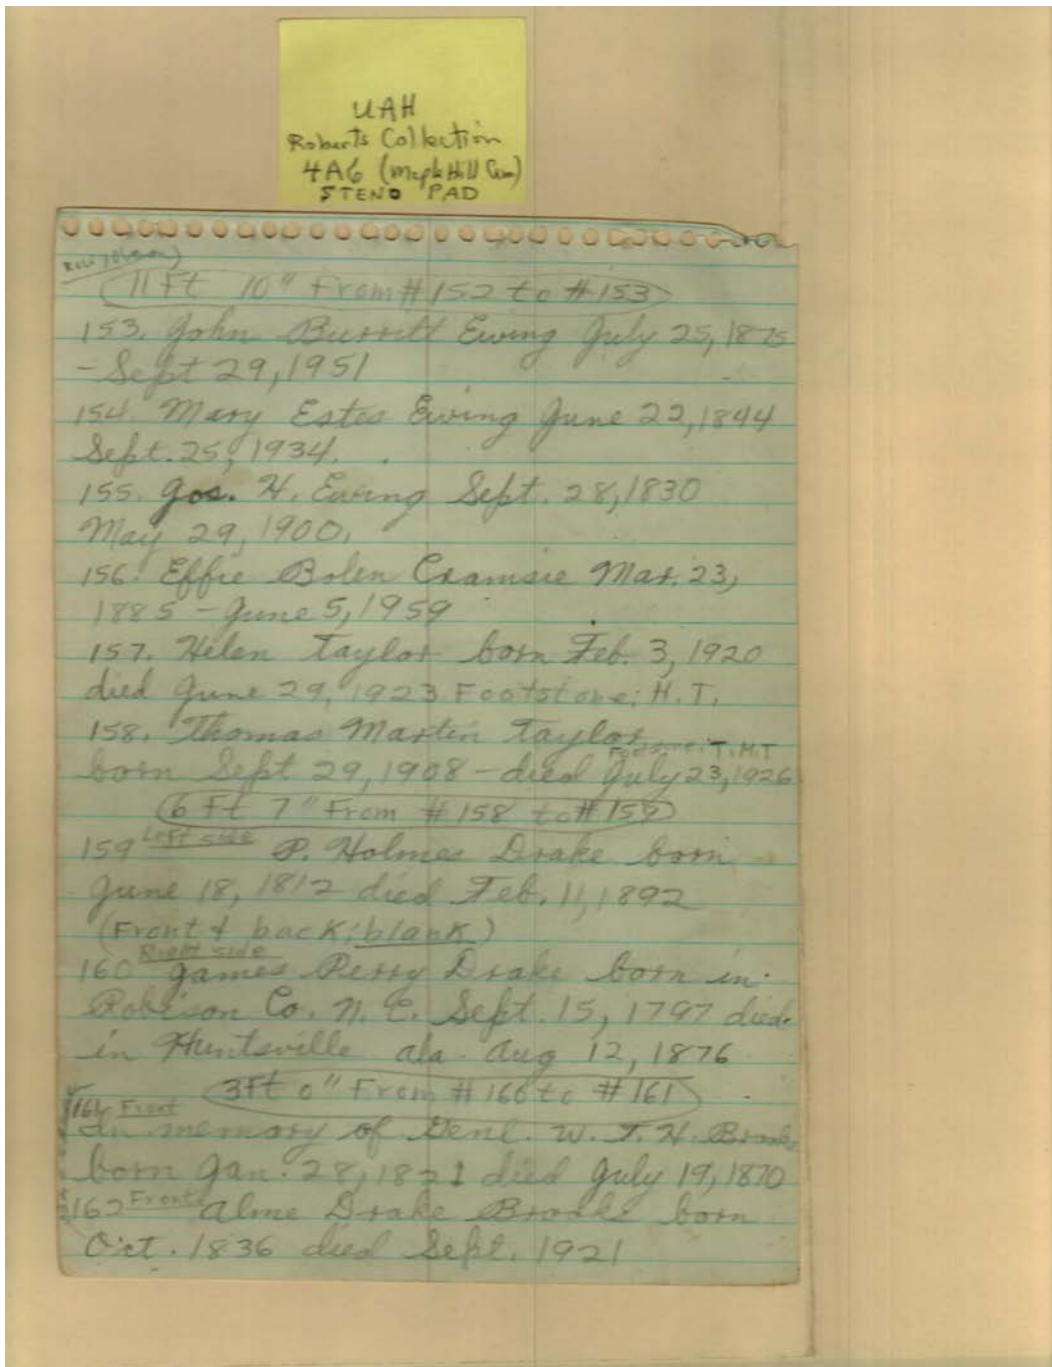 UAH
Roberts Collection
4A6 (Maple Hill Cem)
STENO PAD
11 Ft 10" From #152 to #153
153. John Burritt Ewing July 25, 1875
- Sept 29, 1951
154. Mary Estes Ewing June 22, 1844
Sept. 25, 1934.
155. Jos. H. Ewing Sept. 28, 1830
May 29, 1900.
156. Effie Bolen Cramsie Mar. 23,
1885 - June 5, 1959
157. Helen Taylor born Feb. 3, 1920
died June 29, 1923 Footstone: H.T.
158. Thomas Martin Taylor
Footstone: T.M.T
born Sept 29, 1908 - died July 23, 1926
6 Ft 7" From #158 to #159
159 Left side P. Holmes Drake born
June 18, 1812 died Feb. 11, 1892
(Front & back: blank)
Right side
160 James Perry Drake born in
Robison Co. N. C. Sept. 15, 1797 died
in Huntsville Ala. Aug 12, 1876
3 Ft 0" From #160 to #161
161 Front
In memory of Genl. W. T. H. Brooks
born Jan. 28, 1821 died July 19, 1870
162 Front Alme Drake Brooks born
Oct. 1836 died Sept. 1921